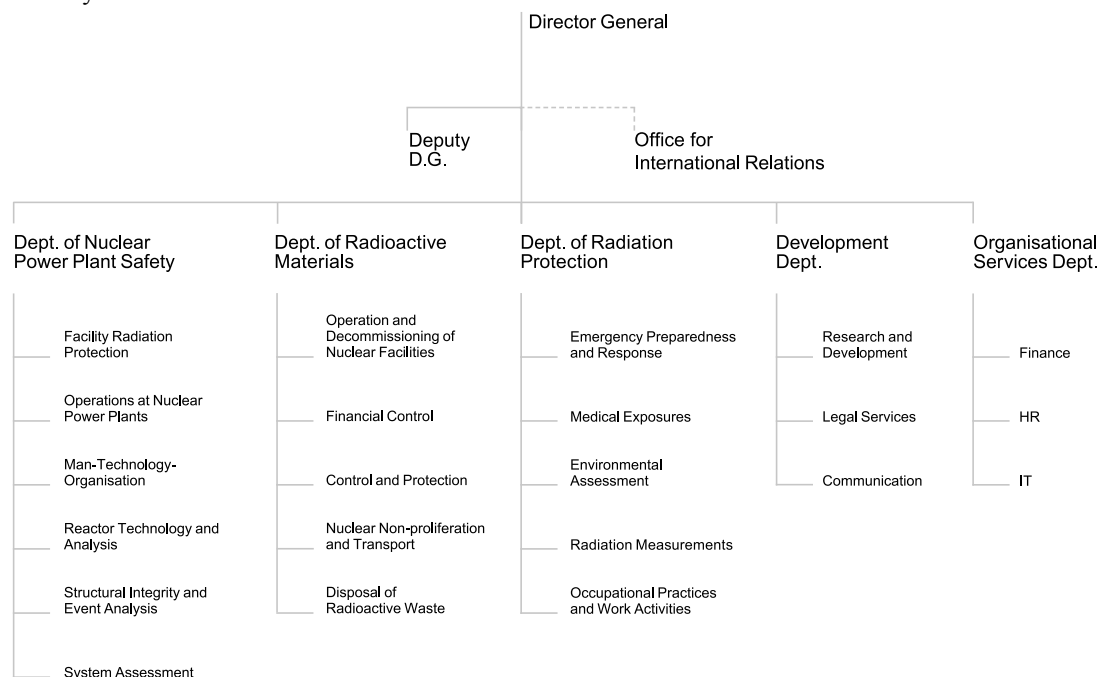 Director General
Deputy
D.G.
Office for
International Relations
Dept. of Nuclear
Power Plant Safety
Dept. of Radioactive
Materials
Dept. of Radiation
Protection
Development
Dept.
Organisational
Services Dept.
Facility Radiation
Protection
Operations at Nuclear
Power Plants
Man-Technology-
Organisation
Reactor Technology and
Analysis
Structural Integrity and
Event Analysis
System Assessment
Operation and
Decommissioning of
Nuclear Facilities
Financial Control
Control and Protection
Nuclear Non-proliferation
and Transport
Disposal of
Radioactive Waste
Emergency Preparedness
and Response
Medical Exposures
Environmental
Assessment
Radiation Measurements
Occupational Practices
and Work Activities
Research and
Development
Legal Services
Communication
Finance
HR
IT